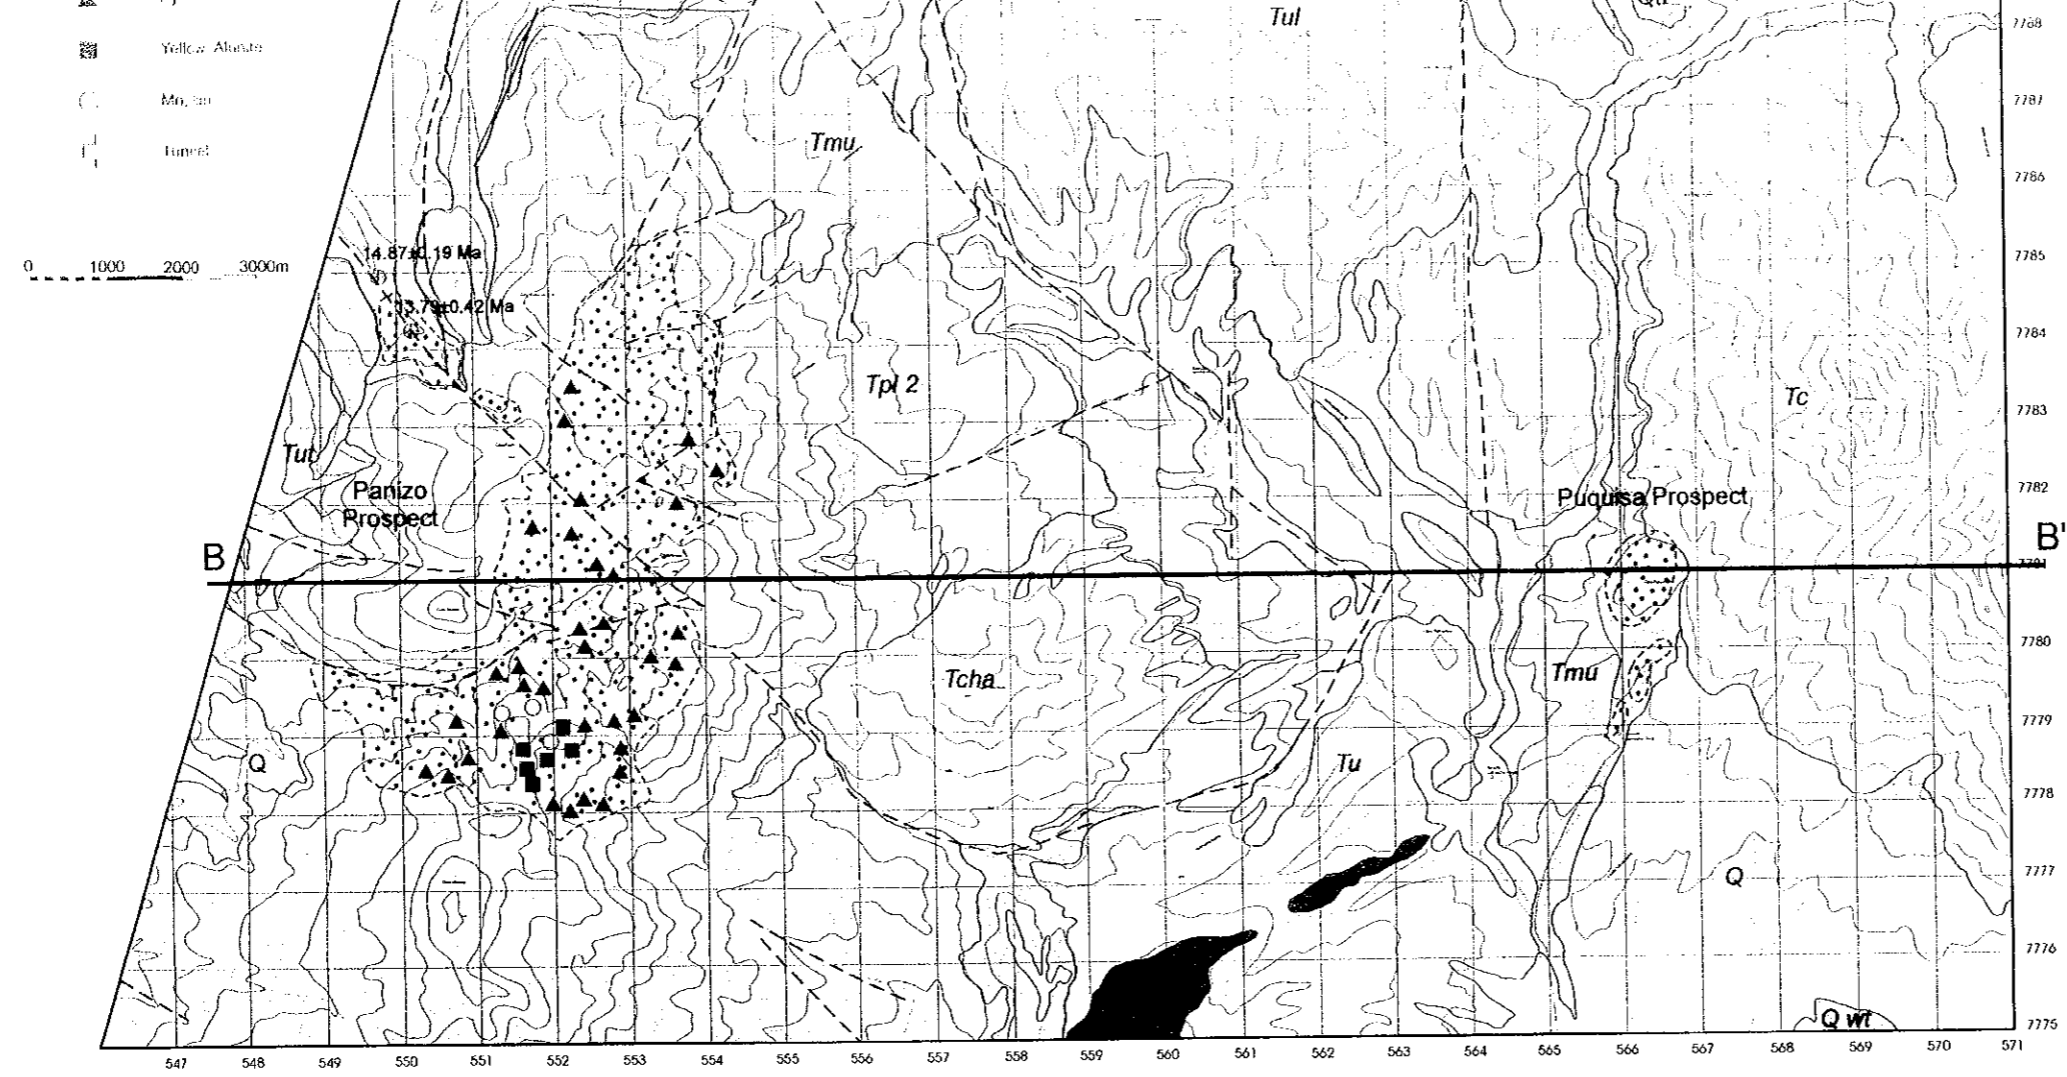 Tul
7788
Yellow Alunite
Mn,
7787
Tmu
Tunnel
7786
14.87±0.19 Ma
7785
0 1000 2000 3000m
13.79±0.42 Ma
7784
Tpl 2
Tc
7783
Tut
Panizo
Prospect
7782
Puquisa Prospect
B
B'
7781
7780
Tcha
Tmu
7779
Q
Tu
7778
Q
7777
7776
Q wt
7775
547 548 549 550 551 552 553 554 555 556 557 558 559 560 561 562 563 564 565 566 567 568 569 570 571